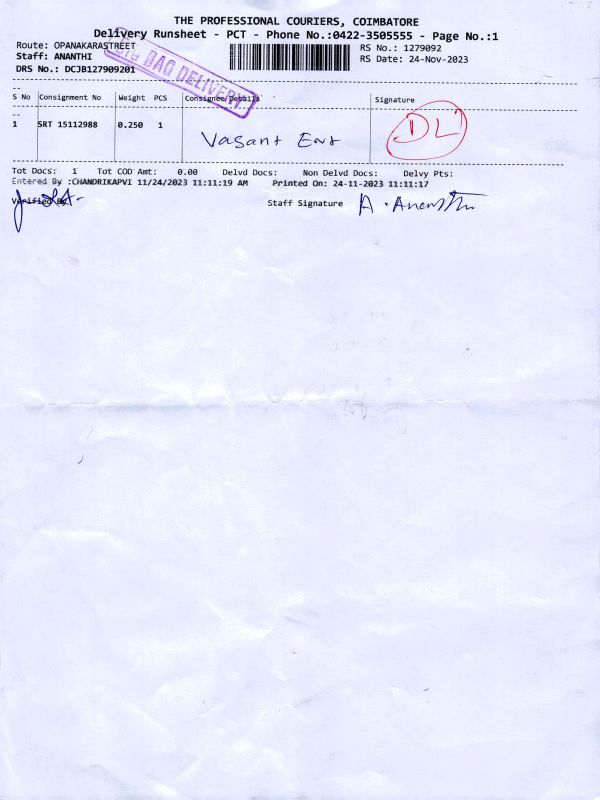 THE PROFESSIONAL COURIERS, COIMBATORE
Delivery Runsheet - PCT - Phone No.:0422-3505555 - Page No.:1
Route: OPANAKARASTREET
RS No.: 1279092
Staff: ANANTHI
RS Date: 24-Nov-2023
DRS No.: DCJB127909201
BIG BAG DELIVERY
S No Consignment No Weight PCS Consignee/Details Signature
1 SRT 15112988 0.250 1 Vasant Ent DL
Tot Docs: 1 Tot COD Amt: 0.00 Delvd Docs: Non Delvd Docs: Delvy Pts:
Entered By :CHANDRIKAPVI 11/24/2023 11:11:19 AM Printed On: 24-11-2023 11:11:17
Verified By Staff Signature A. Ananthi